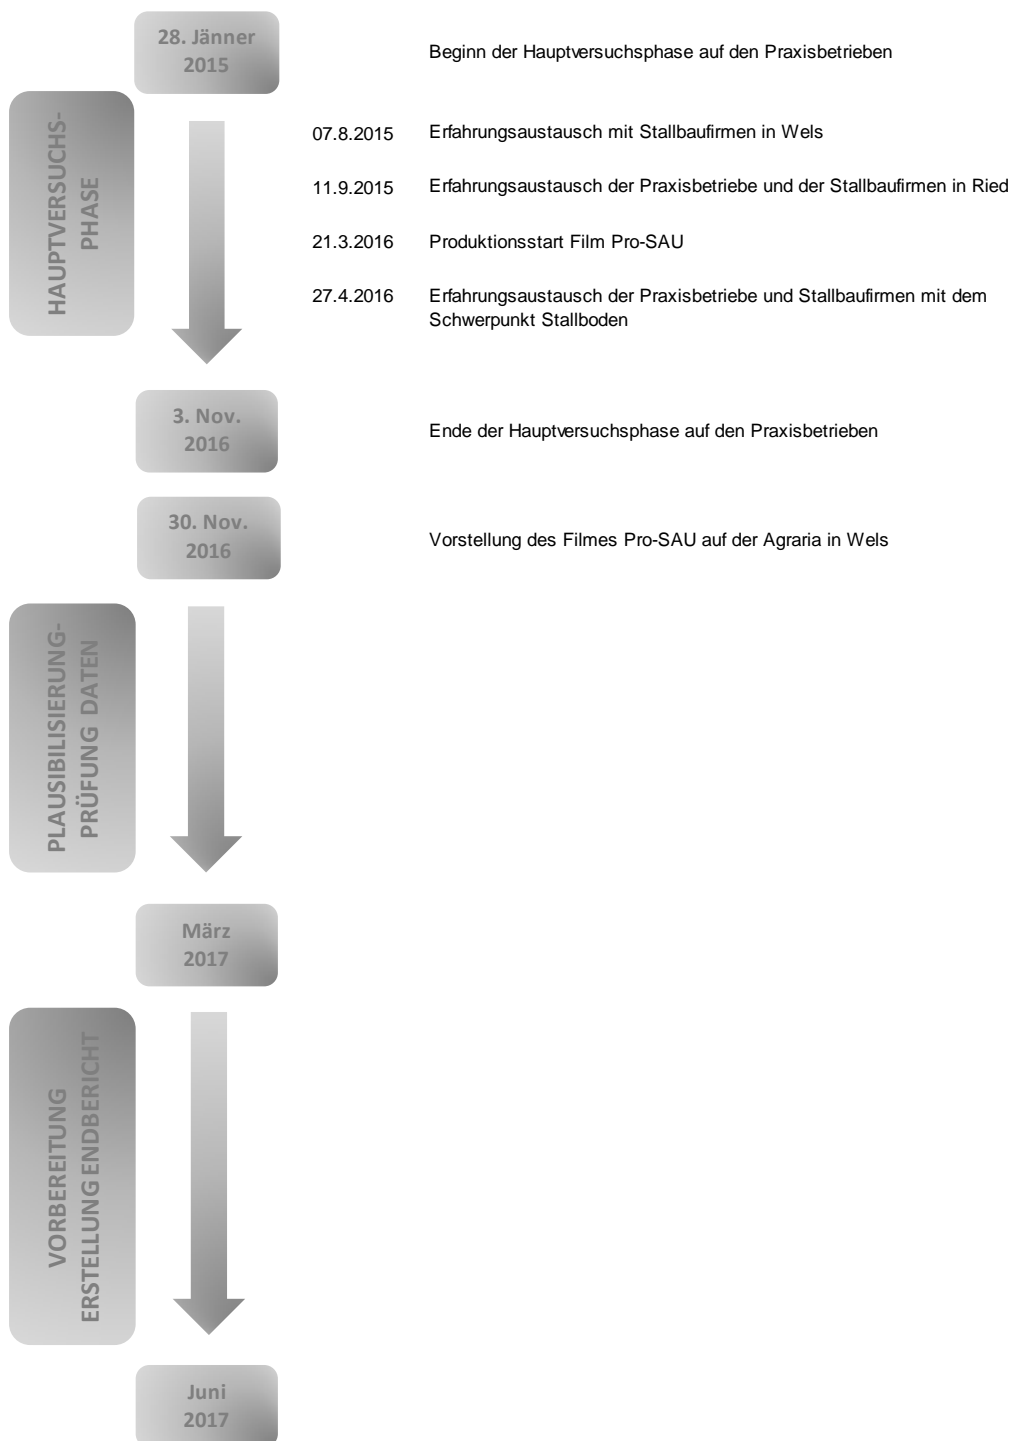 28. Jänner
2015
Beginn der Hauptversuchsphase auf den Praxisbetrieben
HAUPTVERSUCHS-
PHASE
07.8.2015 Erfahrungsaustausch mit Stallbaufirmen in Wels
11.9.2015 Erfahrungsaustausch der Praxisbetriebe und der Stallbaufirmen in Ried
21.3.2016 Produktionsstart Film Pro-SAU
27.4.2016 Erfahrungsaustausch der Praxisbetriebe und Stallbaufirmen mit dem
Schwerpunkt Stallboden
3. Nov.
2016
Ende der Hauptversuchsphase auf den Praxisbetrieben
30. Nov.
2016
Vorstellung des Filmes Pro-SAU auf der Agraria in Wels
PLAUSIBILISIERUNG-
PRÜFUNG DATEN
März
2017
VORBEREITUNG
ERSTELLUNG ENDBERICHT
Juni
2017